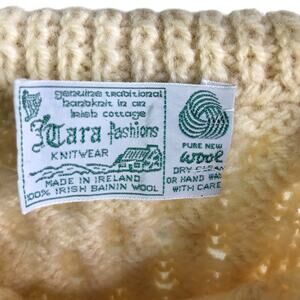 genuine traditional
handknit in an
irish cottage
Tara fashions
KNITWEAR
MADE IN IRELAND
100% IRISH BAININ WOOL
PURE NEW
WOOL
DRY CLEAN
OR HAND WASH
WITH CARE